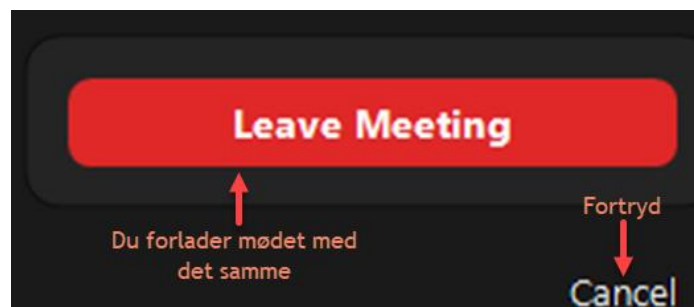 Leave Meeting
Du forlader mødet med
det samme
Fortryd
Cancel